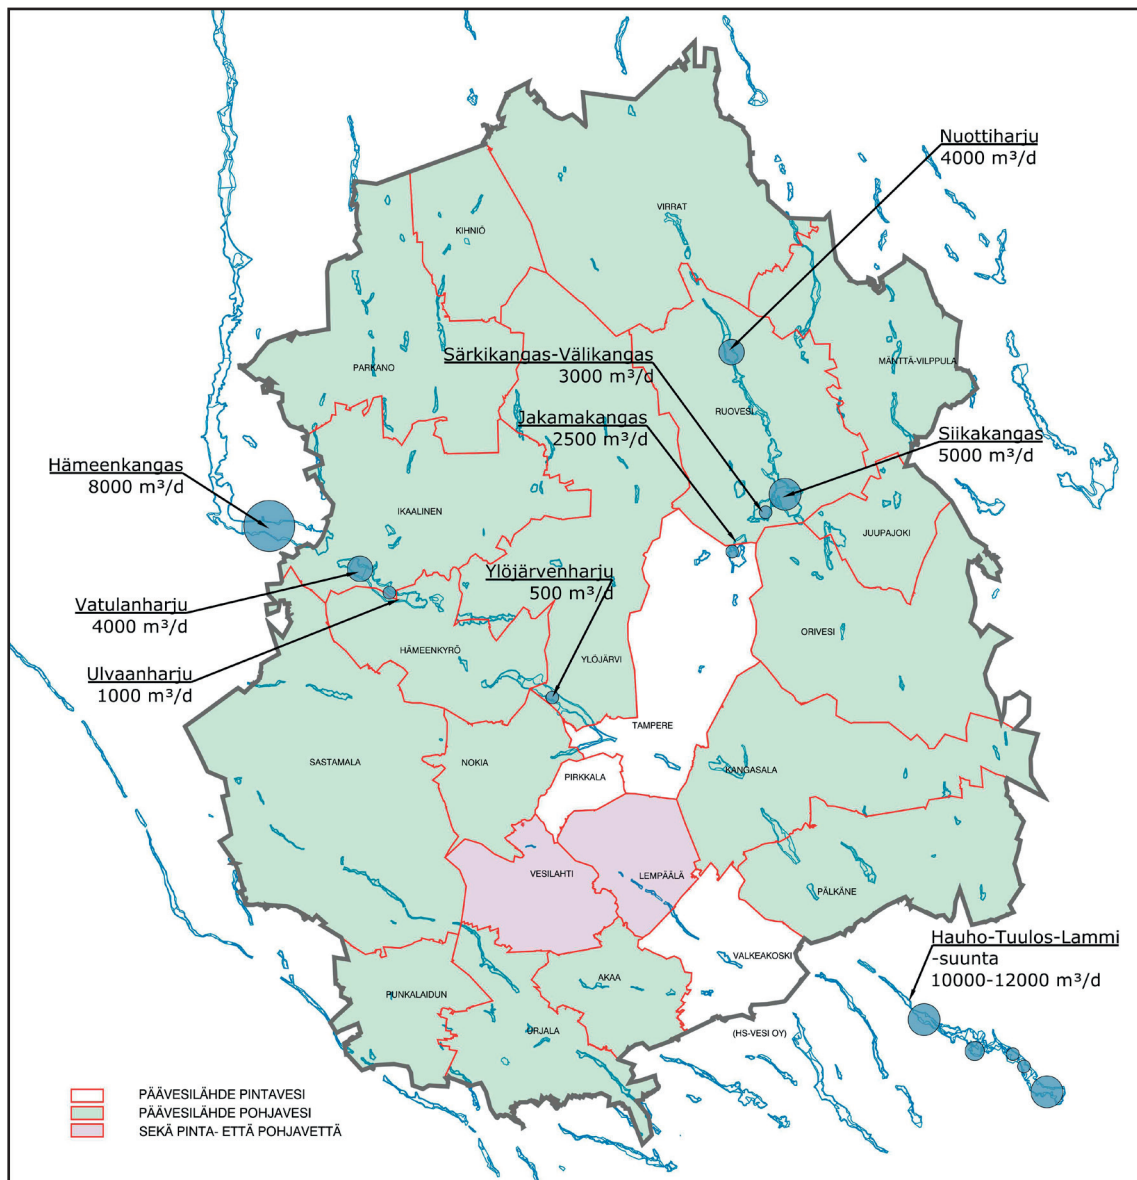 Nuottiharju
4000 m³/d
VIRRAT
KIHNIÖ
Särkikangas-Välikangas
3000 m³/d
PARKANO
MÄNTTÄ-VILPPULA
RUOVESI
Jakamakangas
2500 m³/d
Siikakangas
5000 m³/d
Hämeenkangas
8000 m³/d
IKAALINEN
JUUPAJOKI
Ylöjärvenharju
500 m³/d
Vatulanharju
4000 m³/d
ORIVESI
HÄMEENKYRÖ
YLÖJÄRVI
Ulvaanharju
1000 m³/d
TAMPERE
SASTAMALA
NOKIA
PIRKKALA
KANGASALA
VESILAHTI
LEMPÄÄLÄ
PÄLKÄNE
Hauho-Tuulos-Lammi
-suunta
10000-12000 m³/d
VALKEAKOSKI
AKAA
PUNKALAIDUN
URJALA
(HS-VESI OY)
PÄÄVESILÄHDE PINTAVESI
PÄÄVESILÄHDE POHJAVESI
SEKÄ PINTA- ETTÄ POHJAVETTÄ